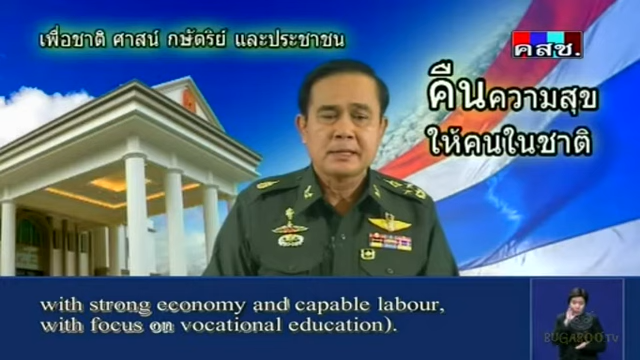 เพื่อชาติ ศาสน์ กษัตริย์ และประชาชน
คสช.
คืนความสุข
ให้คนในชาติ
with strong economy and capable labour,
with focus on vocational education).
BUGABOO TV